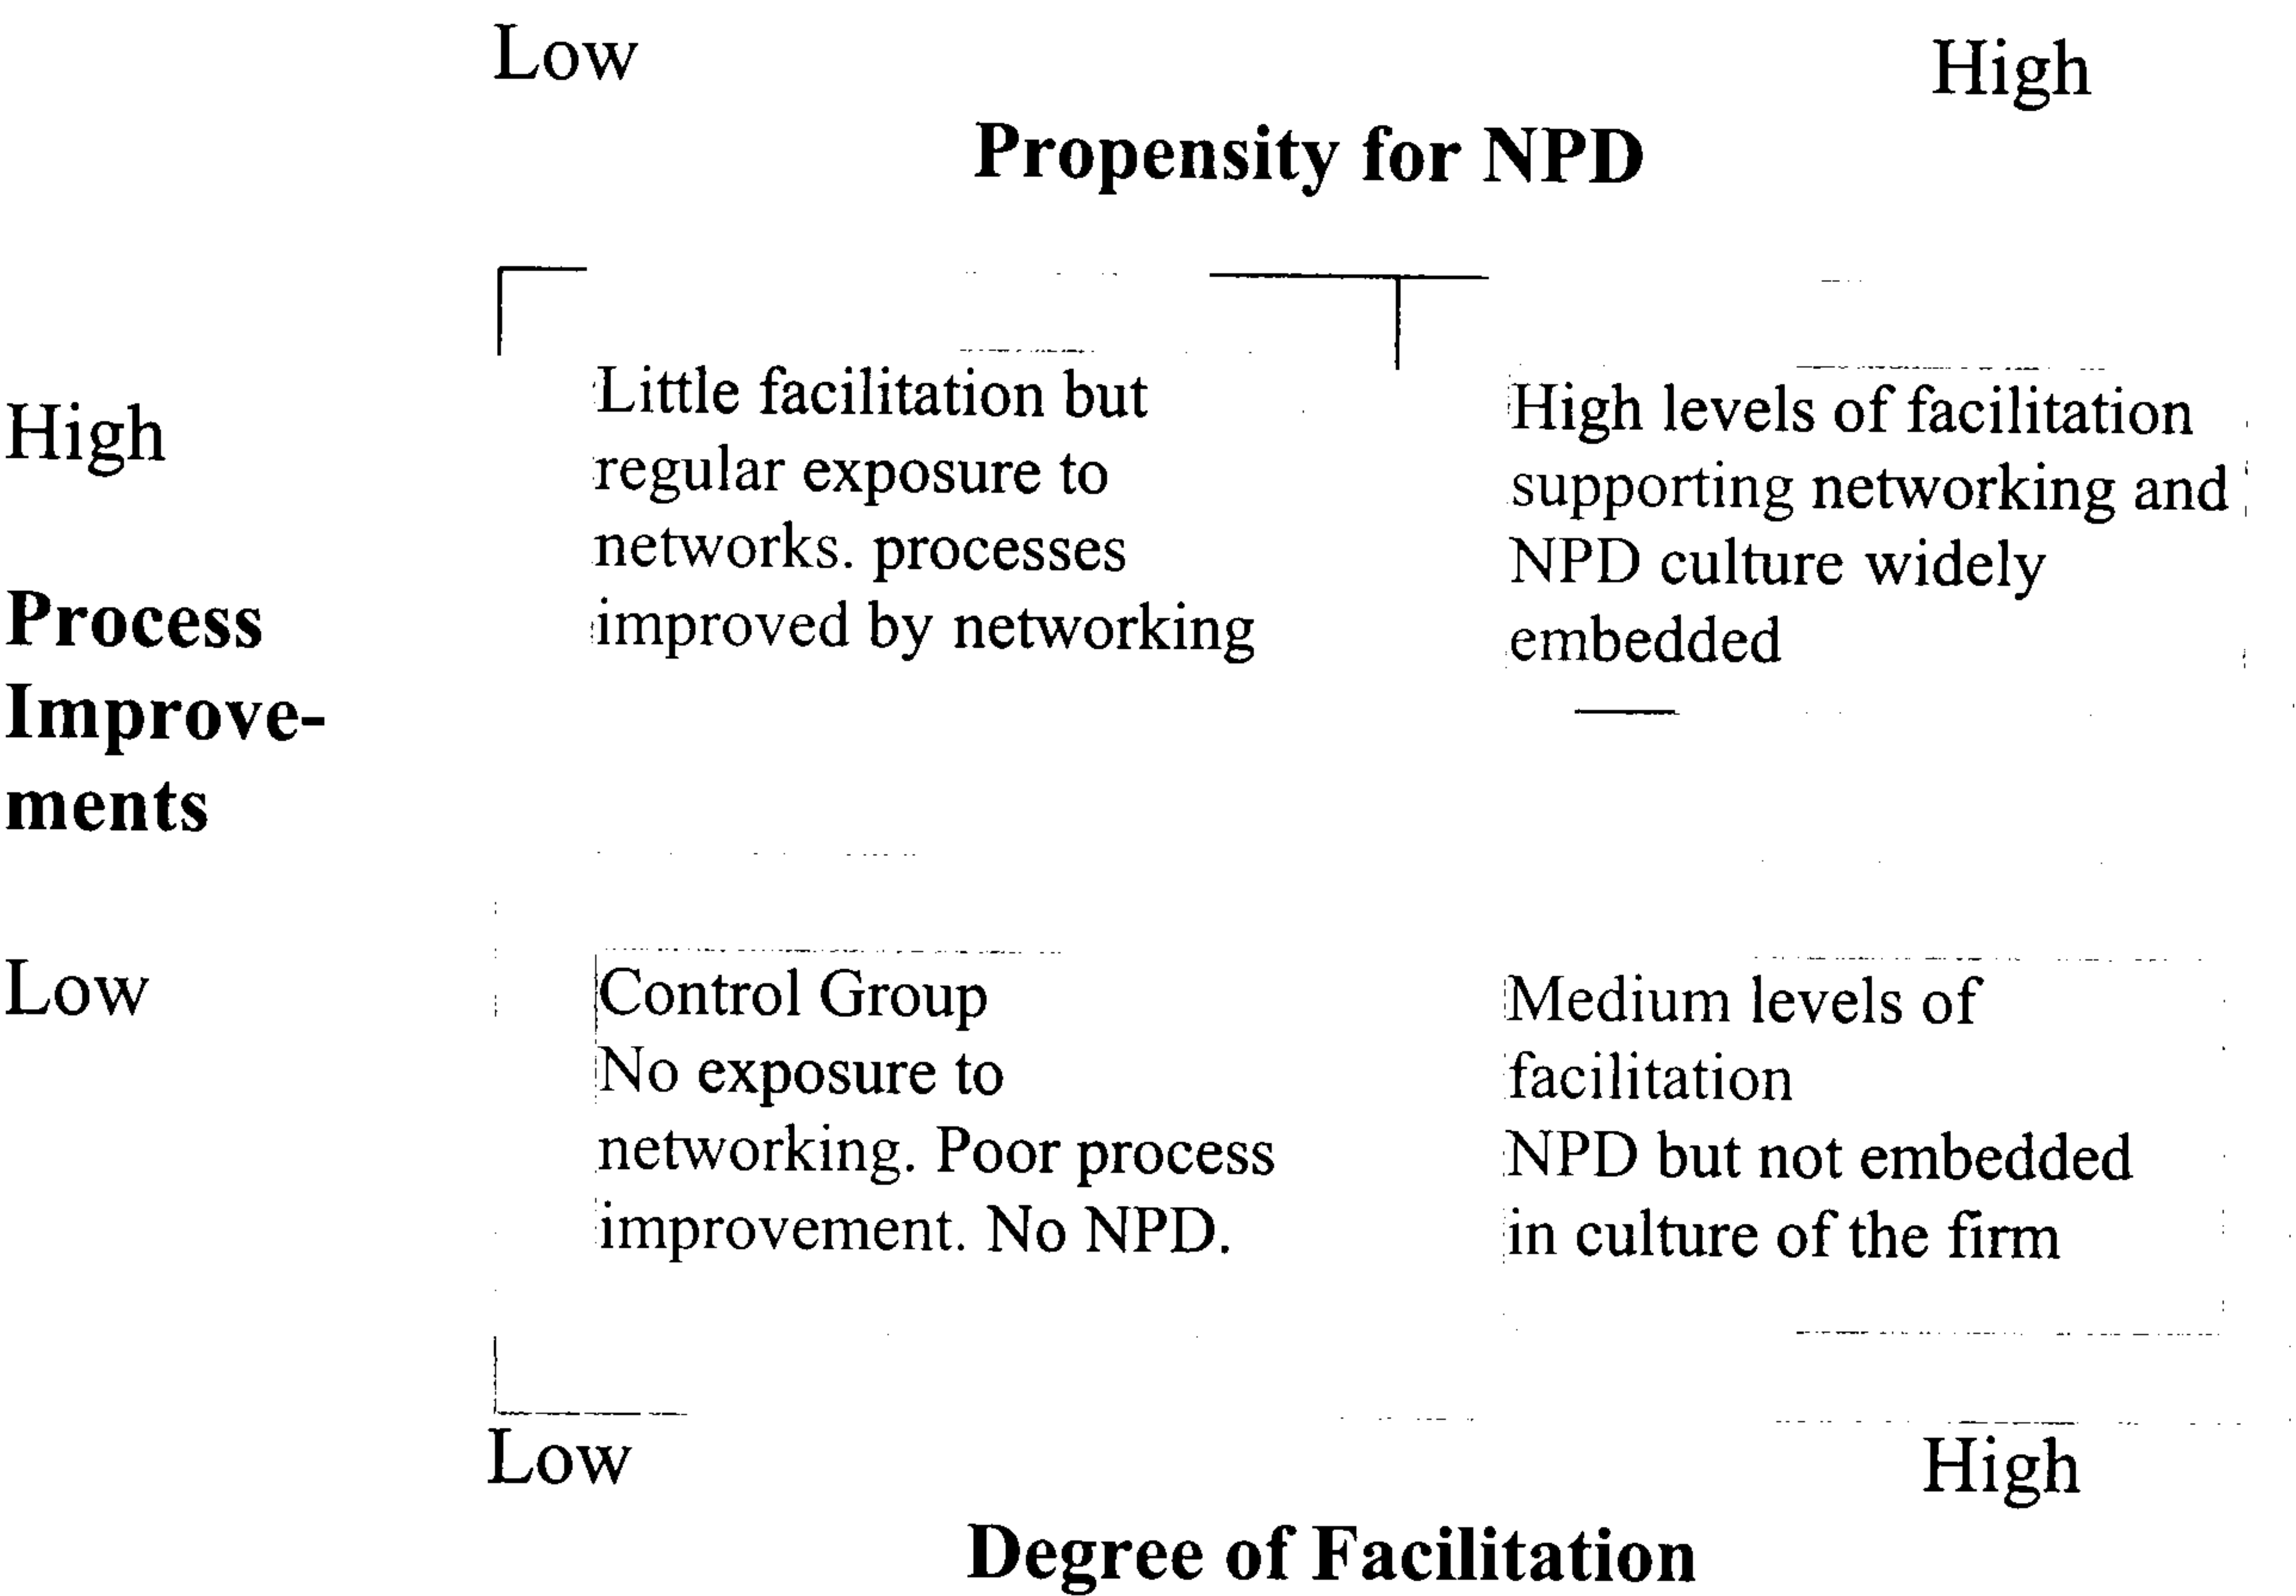 Low High
Propensity for NPD
High
Little facilitation but
regular exposure to
networks. processes
improved by networking
High levels of facilitation
supporting networking and
NPD culture widely
embedded
Process
Improve-
ments
Low
Control Group
No exposure to
networking. Poor process
improvement. No NPD.
Medium levels of
facilitation
NPD but not embedded
in culture of the firm
Low High
Degree of Facilitation